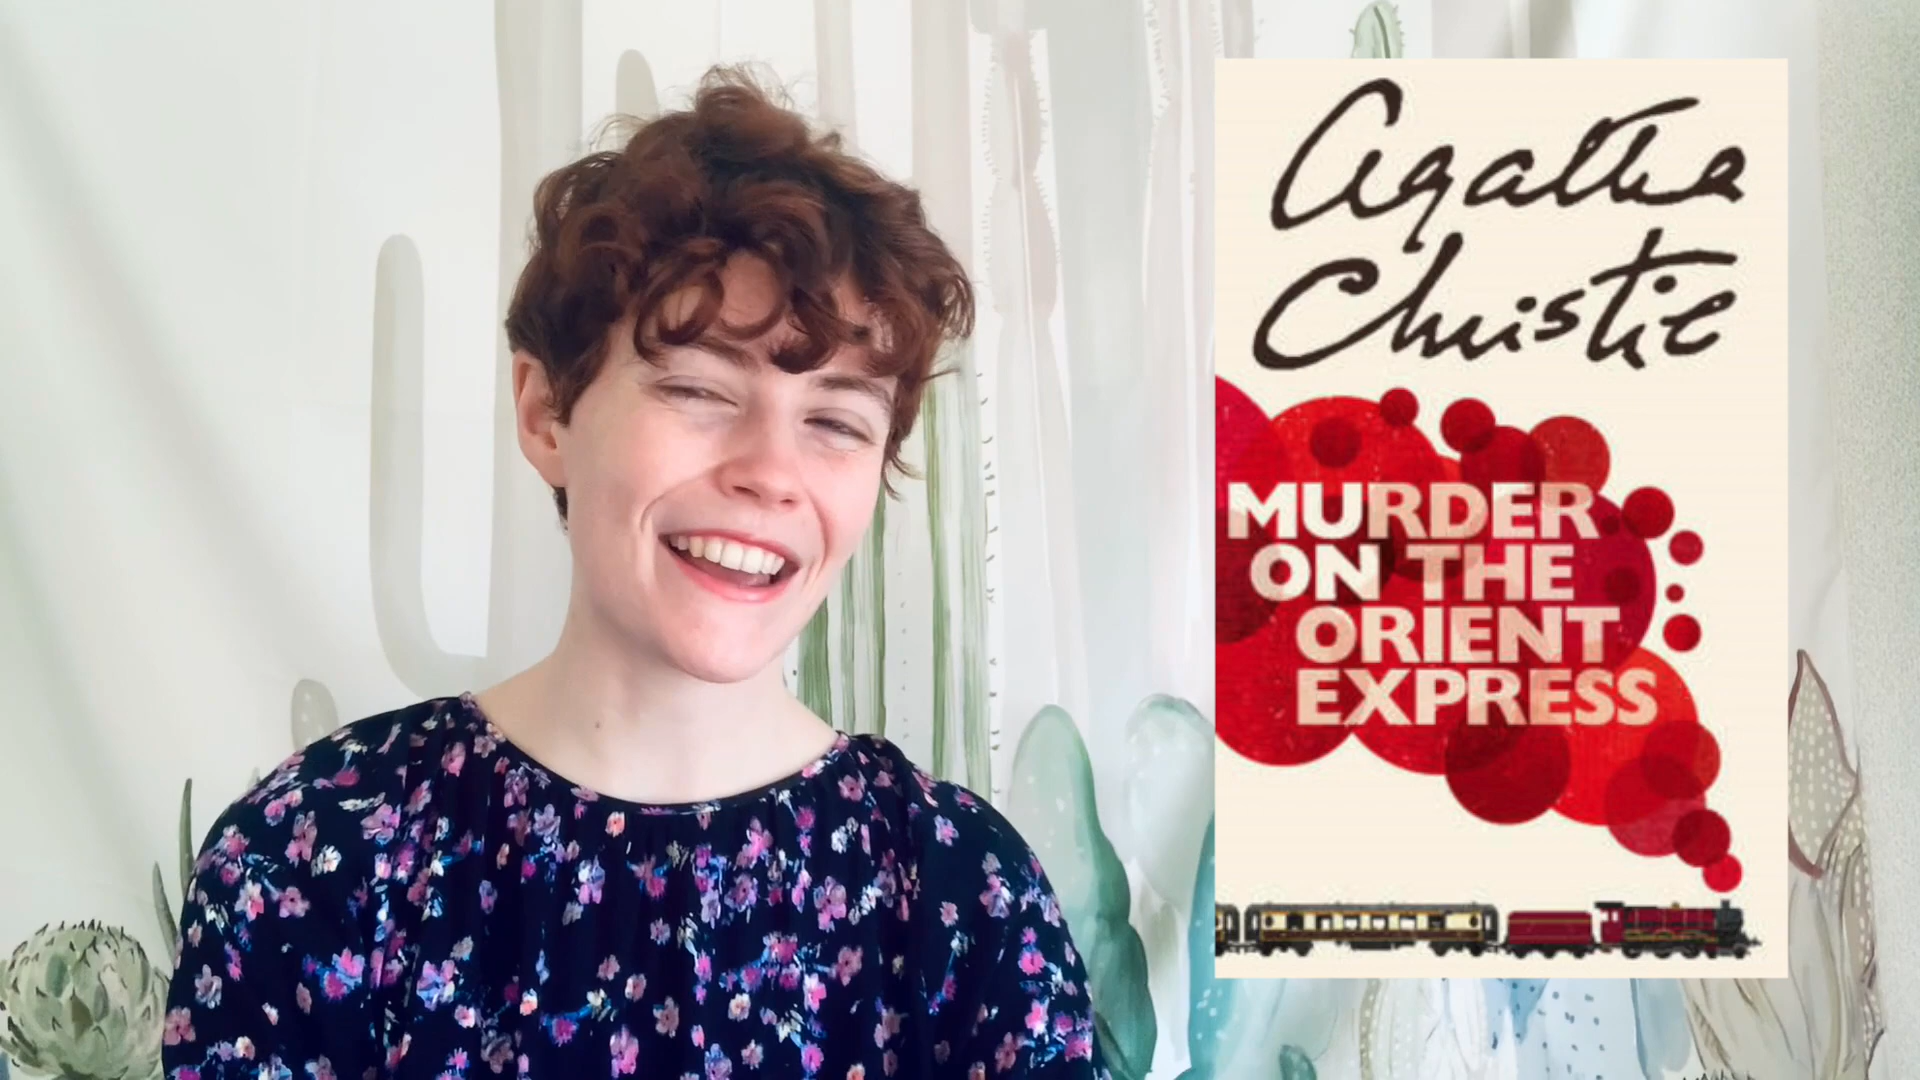 Agatha
Christie
MURDER
ON THE
ORIENT
EXPRESS